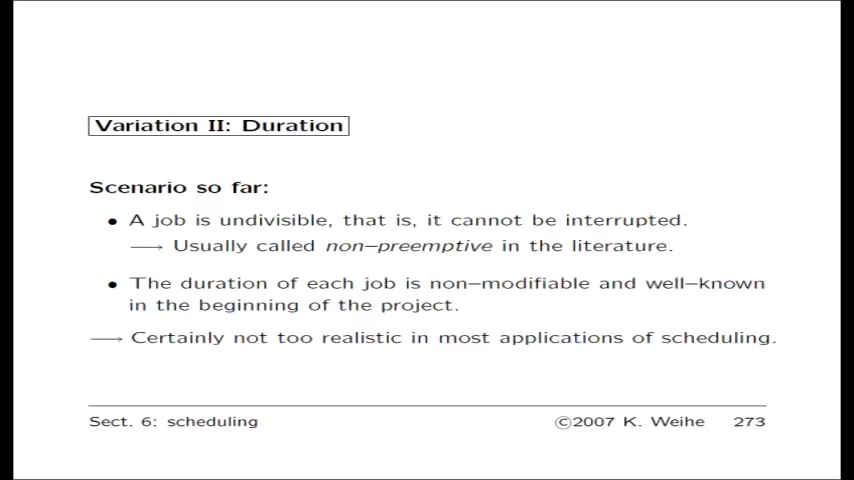 Variation II: Duration
Scenario so far:
• A job is undivisible, that is, it cannot be interrupted.
⟶ Usually called non–preemptive in the literature.
• The duration of each job is non–modifiable and well–known
in the beginning of the project.
⟶ Certainly not too realistic in most applications of scheduling.
Sect. 6: scheduling ©2007 K. Weihe 273